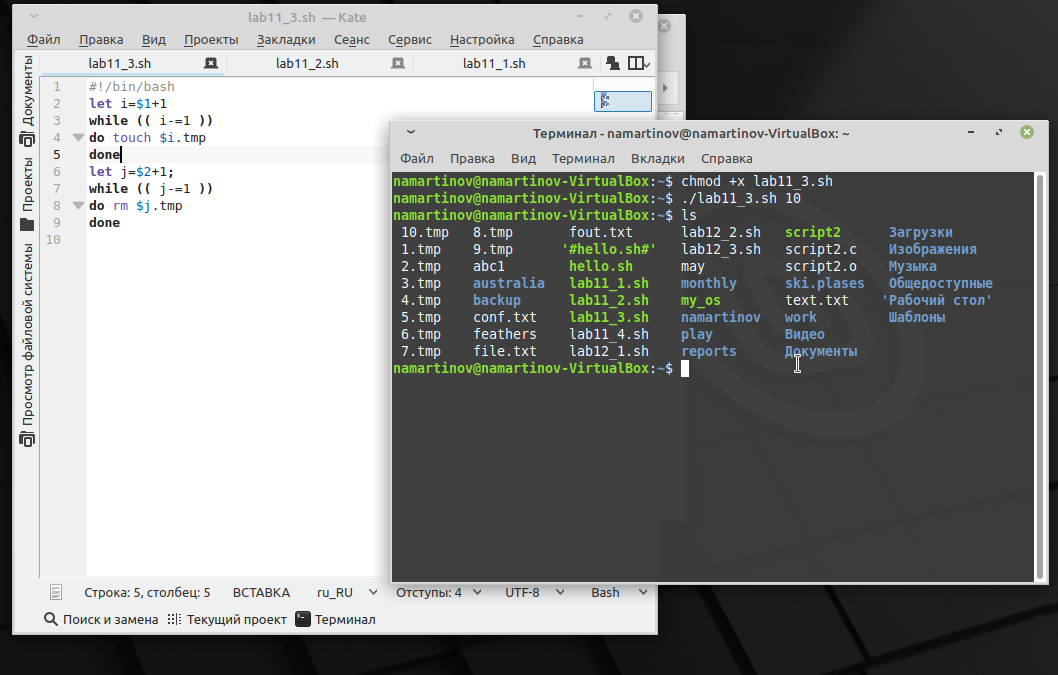 lab11_3.sh — Kate
Файл Правка Вид Проекты Закладки Сеанс Сервис Настройка Справка
lab11_3.sh lab11_2.sh lab11_1.sh
Документы
Проекты
Просмотр файловой системы
1 #!/bin/bash
2 let i=$1+1
3 while (( i-=1 ))
4 do touch $i.tmp
5 done
6 let j=$2+1;
7 while (( j-=1 ))
8 do rm $j.tmp
9 done
10
Строка: 5, столбец: 5 ВСТАВКА ru_RU Отступы: 4 UTF-8 Bash
Поиск и замена Текущий проект Терминал
Терминал - namartinov@namartinov-VirtualBox: ~
Файл Правка Вид Терминал Вкладки Справка
namartinov@namartinov-VirtualBox:~$ chmod +x lab11_3.sh
namartinov@namartinov-VirtualBox:~$ ./lab11_3.sh 10
namartinov@namartinov-VirtualBox:~$ ls
10.tmp 8.tmp fout.txt lab12_2.sh script2 Загрузки
1.tmp 9.tmp '#hello.sh#' lab12_3.sh script2.c Изображения
2.tmp abc1 hello.sh may script2.o Музыка
3.tmp australia lab11_1.sh monthly ski.plases Общедоступные
4.tmp backup lab11_2.sh my_os text.txt 'Рабочий стол'
5.tmp conf.txt lab11_3.sh namartinov work Шаблоны
6.tmp feathers lab11_4.sh play Видео
7.tmp file.txt lab12_1.sh reports Документы
namartinov@namartinov-VirtualBox:~$